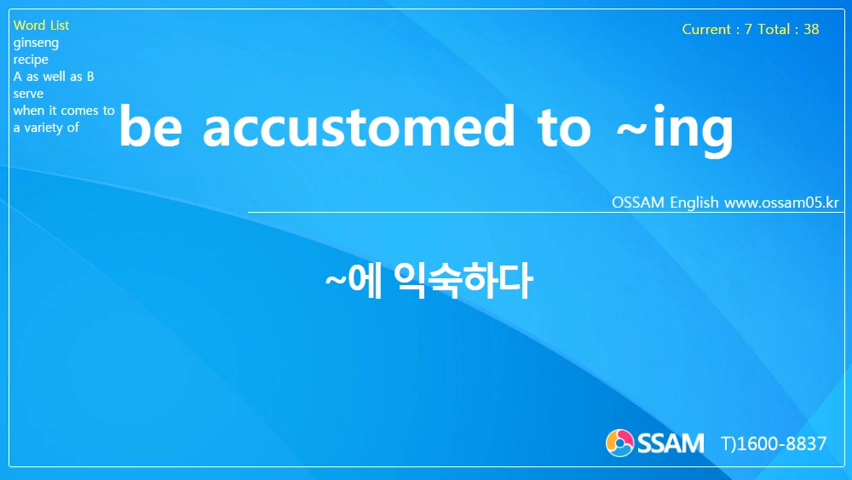 Word List
ginseng
recipe
A as well as B
serve
when it comes to
a variety of
Current : 7 Total : 38
be accustomed to ~ing
OSSAM English www.ossam05.kr
~에 익숙하다
OSSAM T)1600-8837